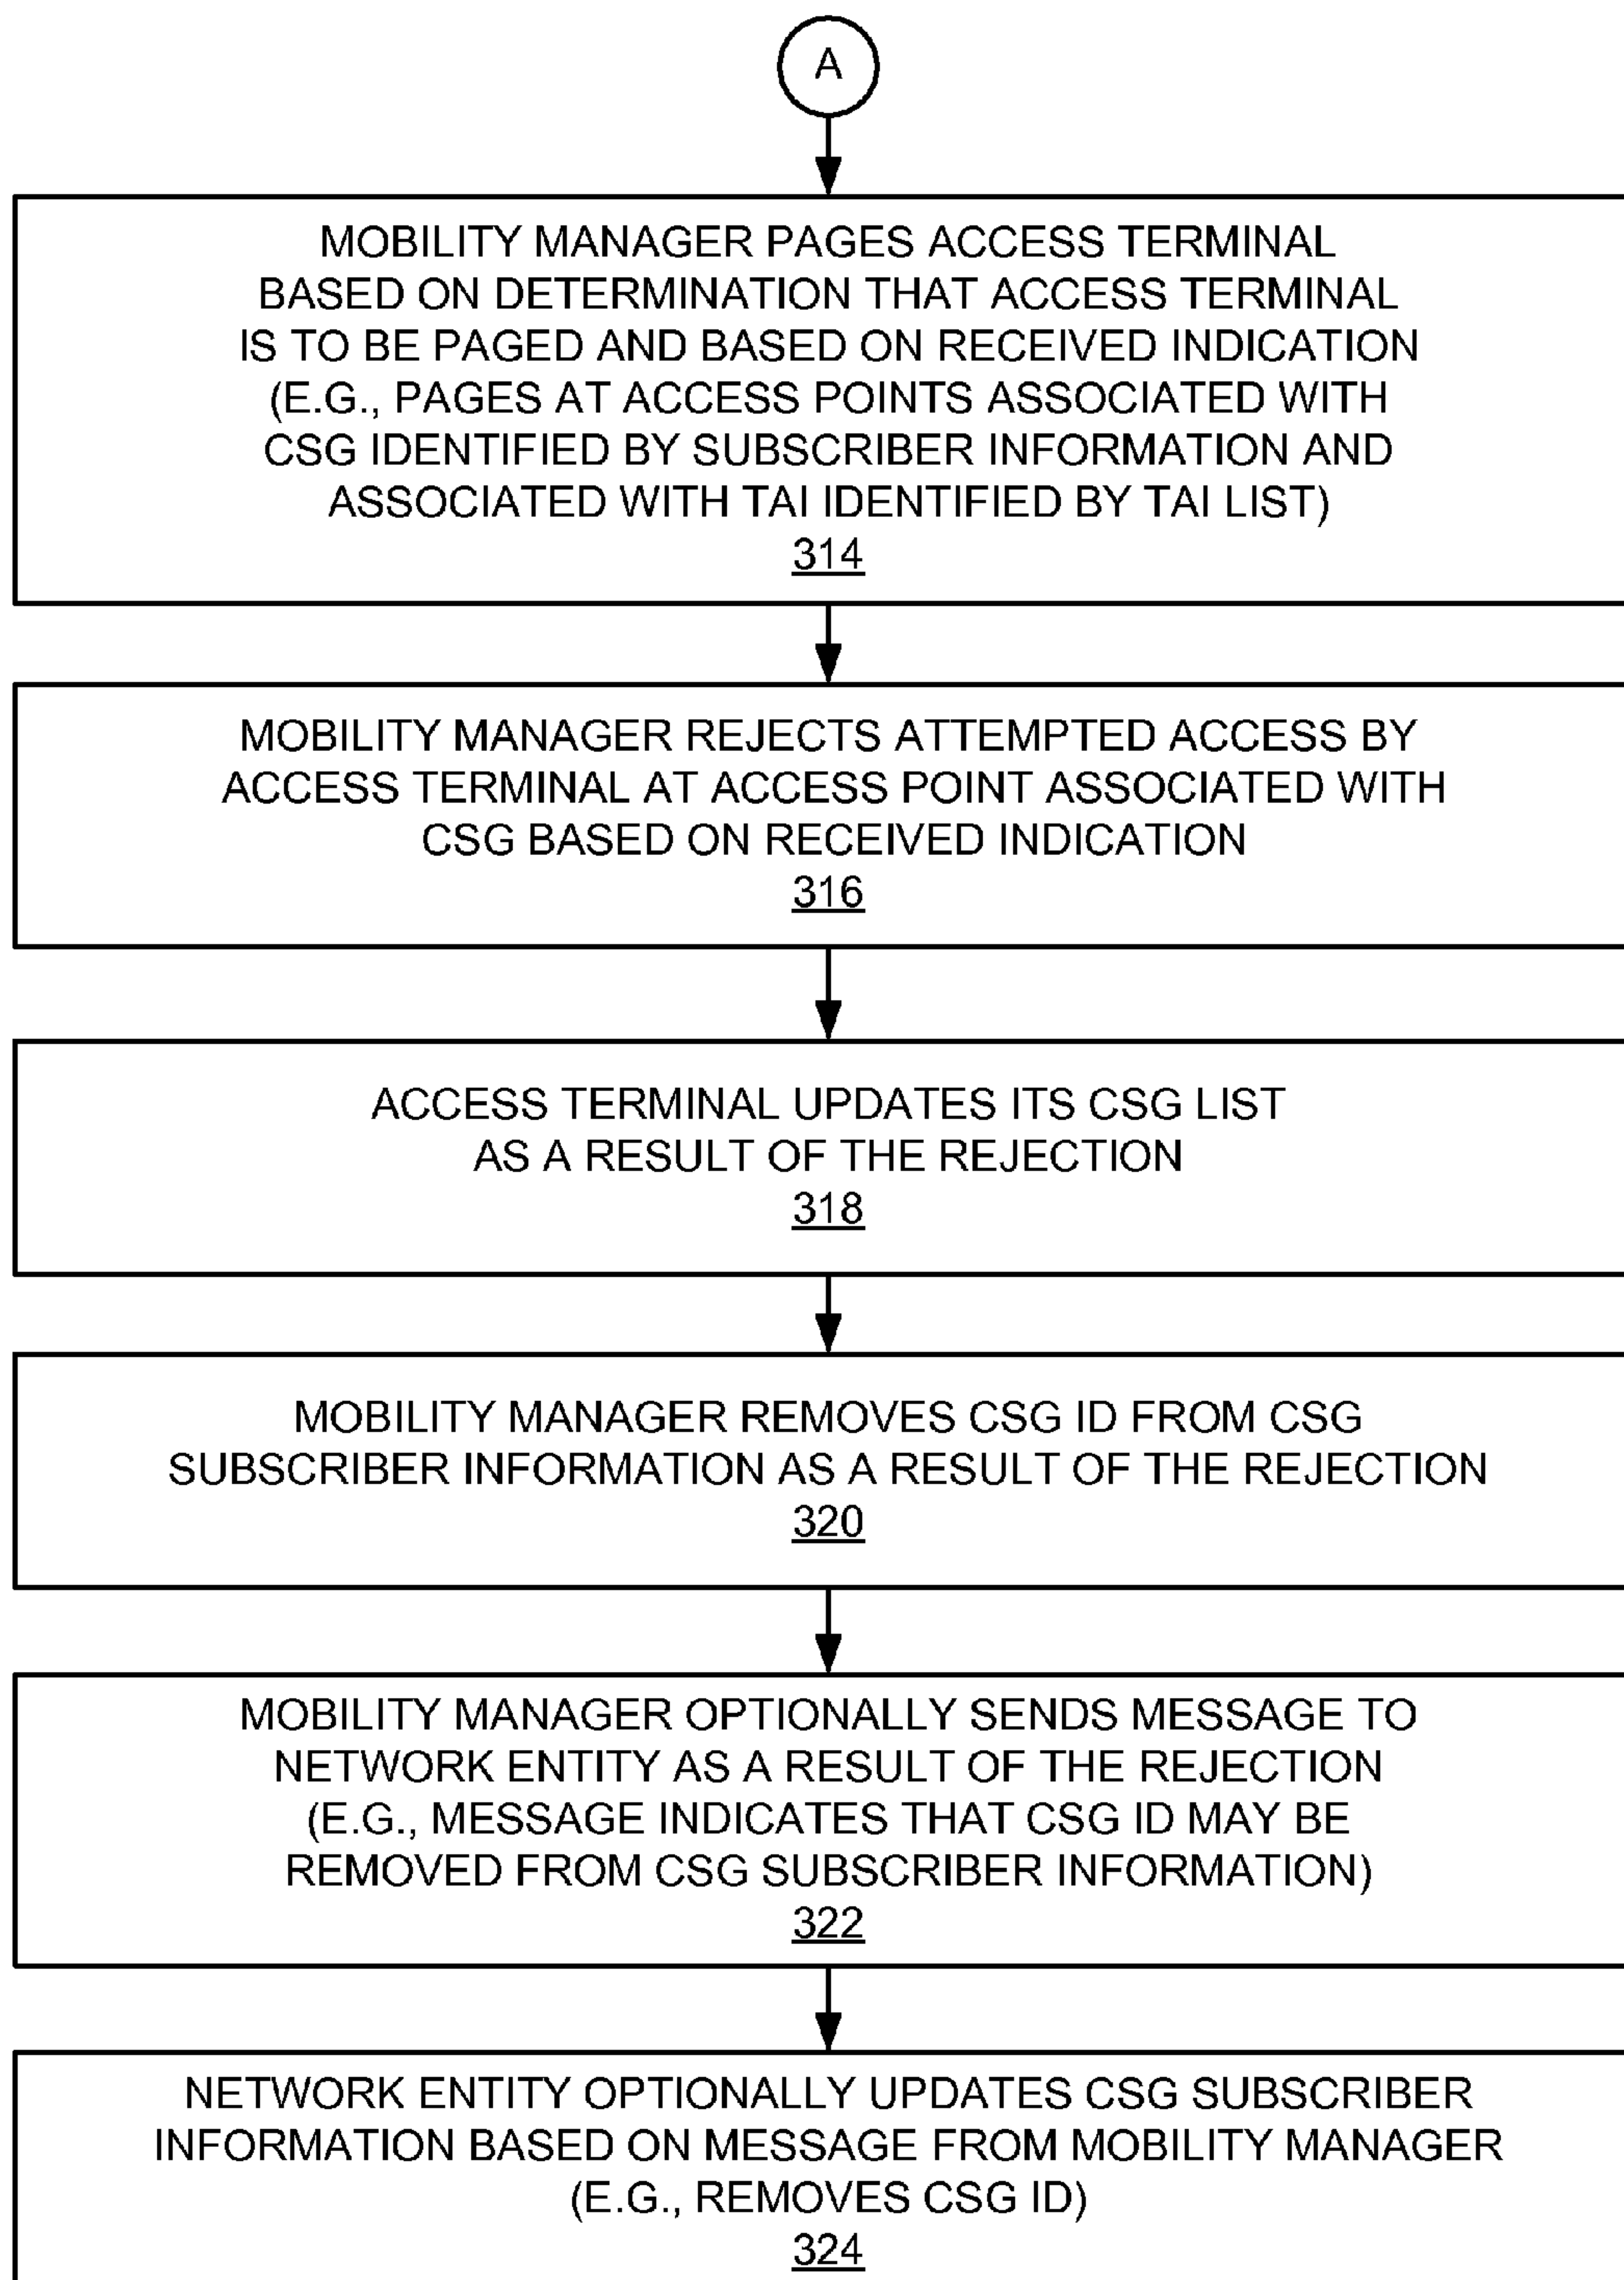 A
MOBILITY MANAGER PAGES ACCESS TERMINAL
BASED ON DETERMINATION THAT ACCESS TERMINAL
IS TO BE PAGED AND BASED ON RECEIVED INDICATION
(E.G., PAGES AT ACCESS POINTS ASSOCIATED WITH
CSG IDENTIFIED BY SUBSCRIBER INFORMATION AND
ASSOCIATED WITH TAI IDENTIFIED BY TAI LIST)
314
MOBILITY MANAGER REJECTS ATTEMPTED ACCESS BY
ACCESS TERMINAL AT ACCESS POINT ASSOCIATED WITH
CSG BASED ON RECEIVED INDICATION
316
ACCESS TERMINAL UPDATES ITS CSG LIST
AS A RESULT OF THE REJECTION
318
MOBILITY MANAGER REMOVES CSG ID FROM CSG
SUBSCRIBER INFORMATION AS A RESULT OF THE REJECTION
320
MOBILITY MANAGER OPTIONALLY SENDS MESSAGE TO
NETWORK ENTITY AS A RESULT OF THE REJECTION
(E.G., MESSAGE INDICATES THAT CSG ID MAY BE
REMOVED FROM CSG SUBSCRIBER INFORMATION)
322
NETWORK ENTITY OPTIONALLY UPDATES CSG SUBSCRIBER
INFORMATION BASED ON MESSAGE FROM MOBILITY MANAGER
(E.G., REMOVES CSG ID)
324